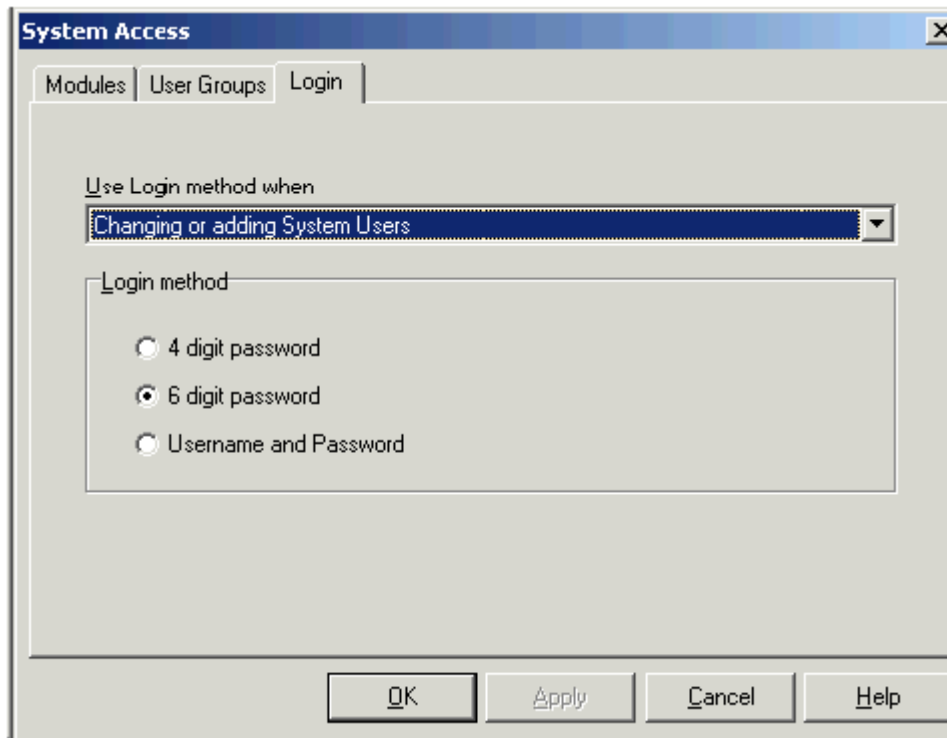 System Access
Modules User Groups Login
Use Login method when
Changing or adding System Users
Login method
4 digit password
6 digit password
Username and Password
OK Apply Cancel Help